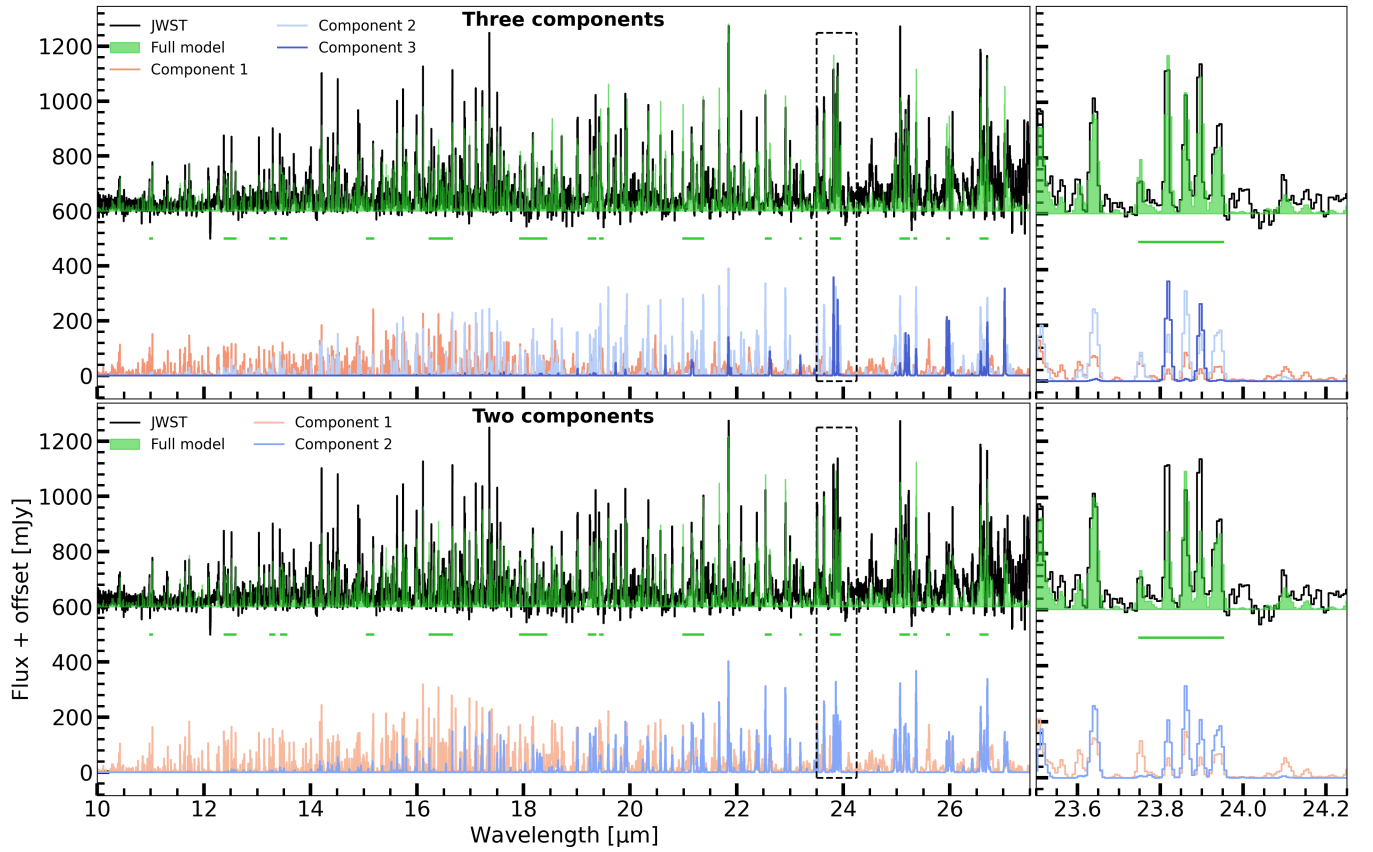 Three components
JWST
Full model
Component 1
Component 2
Component 3
1200
1000
800
600
400
200
0
Two components
JWST
Full model
Component 1
Component 2
1200
1000
800
600
400
200
0
10 12 14 16 18 20 22 24 26
23.6 23.8 24.0 24.2
Flux + offset [mJy]
Wavelength [µm]